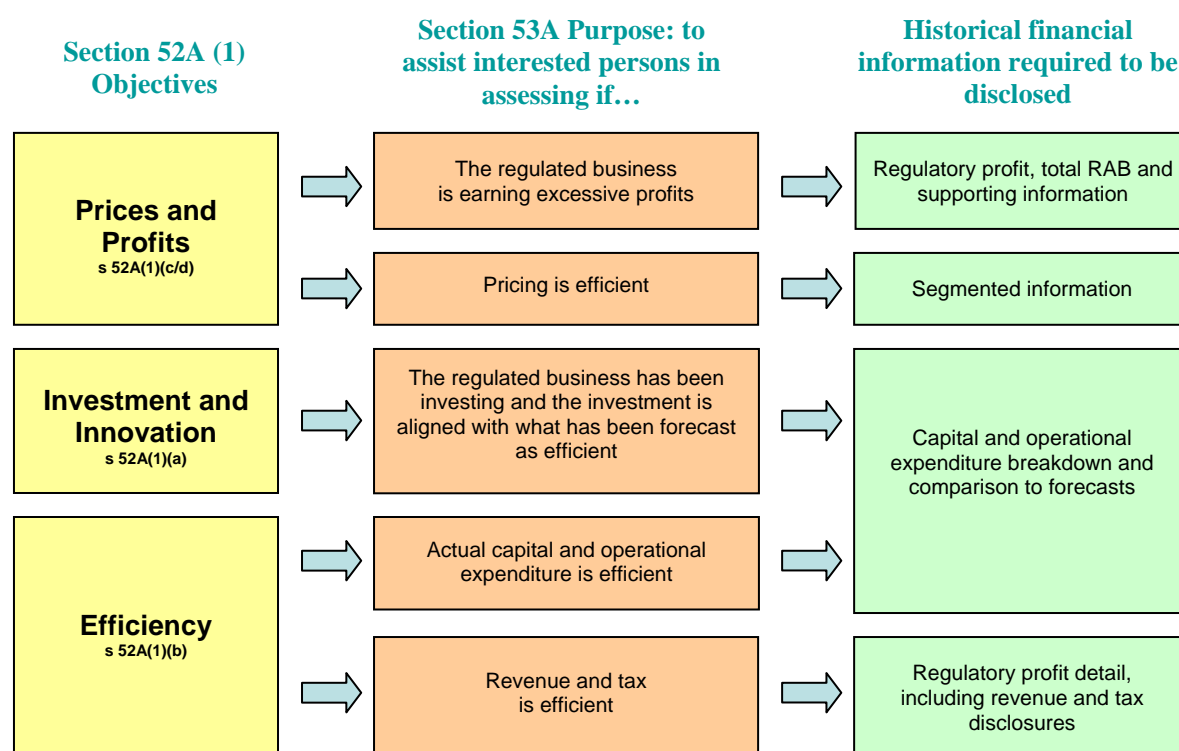 Section 52A (1)
Objectives
Section 53A Purpose: to
assist interested persons in
assessing if…
Historical financial
information required to be
disclosed
Prices and
Profits
s 52A(1)(c/d)
The regulated business
is earning excessive profits
Regulatory profit, total RAB and
supporting information
Pricing is efficient
Segmented information
Investment and
Innovation
s 52A(1)(a)
The regulated business has been
investing and the investment is
aligned with what has been forecast
as efficient
Capital and operational
expenditure breakdown and
comparison to forecasts
Efficiency
s 52A(1)(b)
Actual capital and operational
expenditure is efficient
Revenue and tax
is efficient
Regulatory profit detail,
including revenue and tax
disclosures